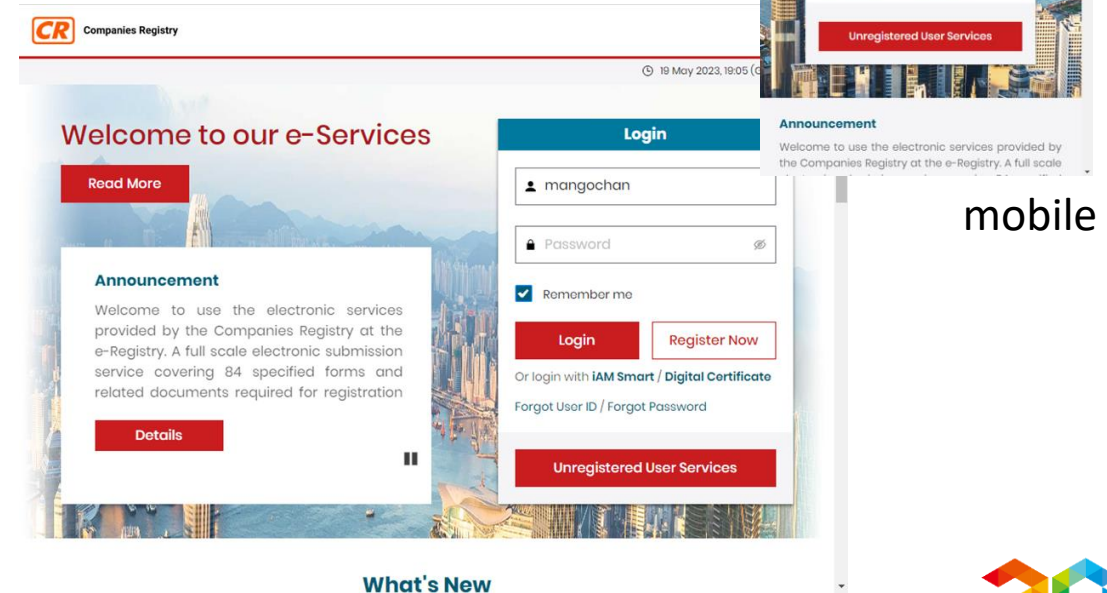 CR Companies Registry
19 May 2023, 19:05
Welcome to our e-Services
Read More
Announcement
Welcome to use the electronic services
provided by the Companies Registry at the
e-Registry. A full scale electronic submission
service covering 84 specified forms and
related documents required for registration
Details
Login
mangochan
Password
Remember me
Login
Register Now
Or login with iAM Smart / Digital Certificate
Forgot User ID / Forgot Password
Unregistered User Services
What's New
Unregistered User Services
Announcement
Welcome to use the electronic services provided by
the Companies Registry at the e-Registry. A full scale
mobile